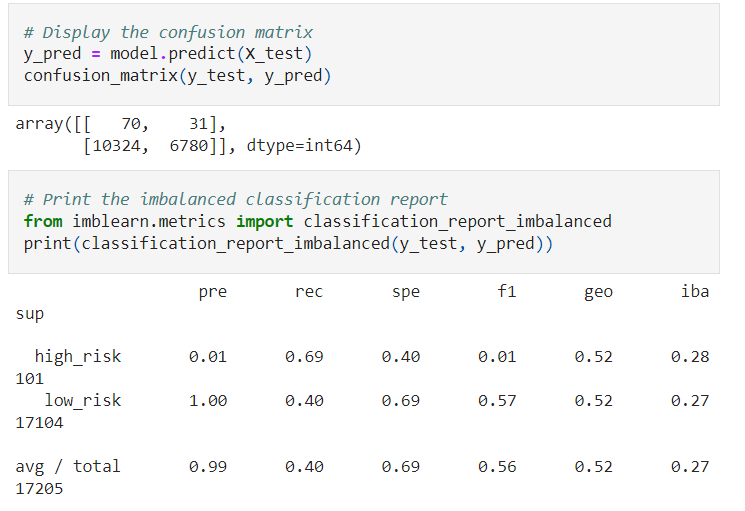 # Display the confusion matrix
y_pred = model.predict(X_test)
confusion_matrix(y_test, y_pred)
array([[   70,    31],
       [10324,  6780]], dtype=int64)
# Print the imbalanced classification report
from imblearn.metrics import classification_report_imbalanced
print(classification_report_imbalanced(y_test, y_pred))
                   pre       rec       spe        f1       geo       iba
sup
  high_risk       0.01      0.69      0.40      0.01      0.52      0.28
101
   low_risk       1.00      0.40      0.69      0.57      0.52      0.27
17104
avg / total       0.99      0.40      0.69      0.56      0.52      0.27
17205